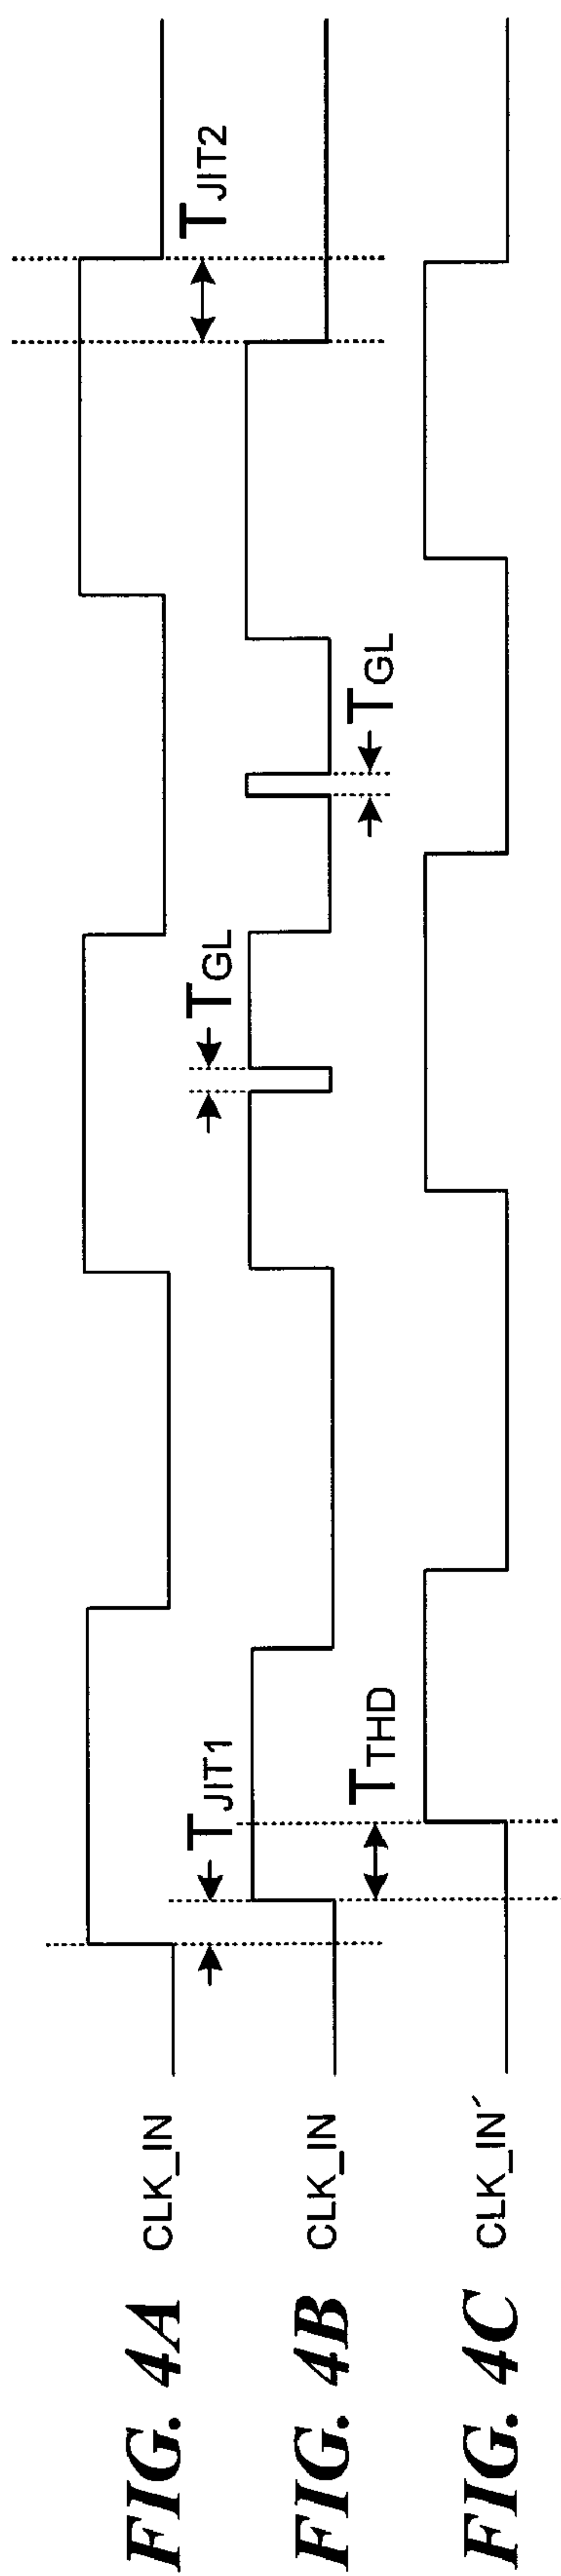 FIG. 4A CLK_IN
TJIT1
TJIT2
FIG. 4B CLK_IN
TGL
TGL
TTHD
FIG. 4C CLK_IN´